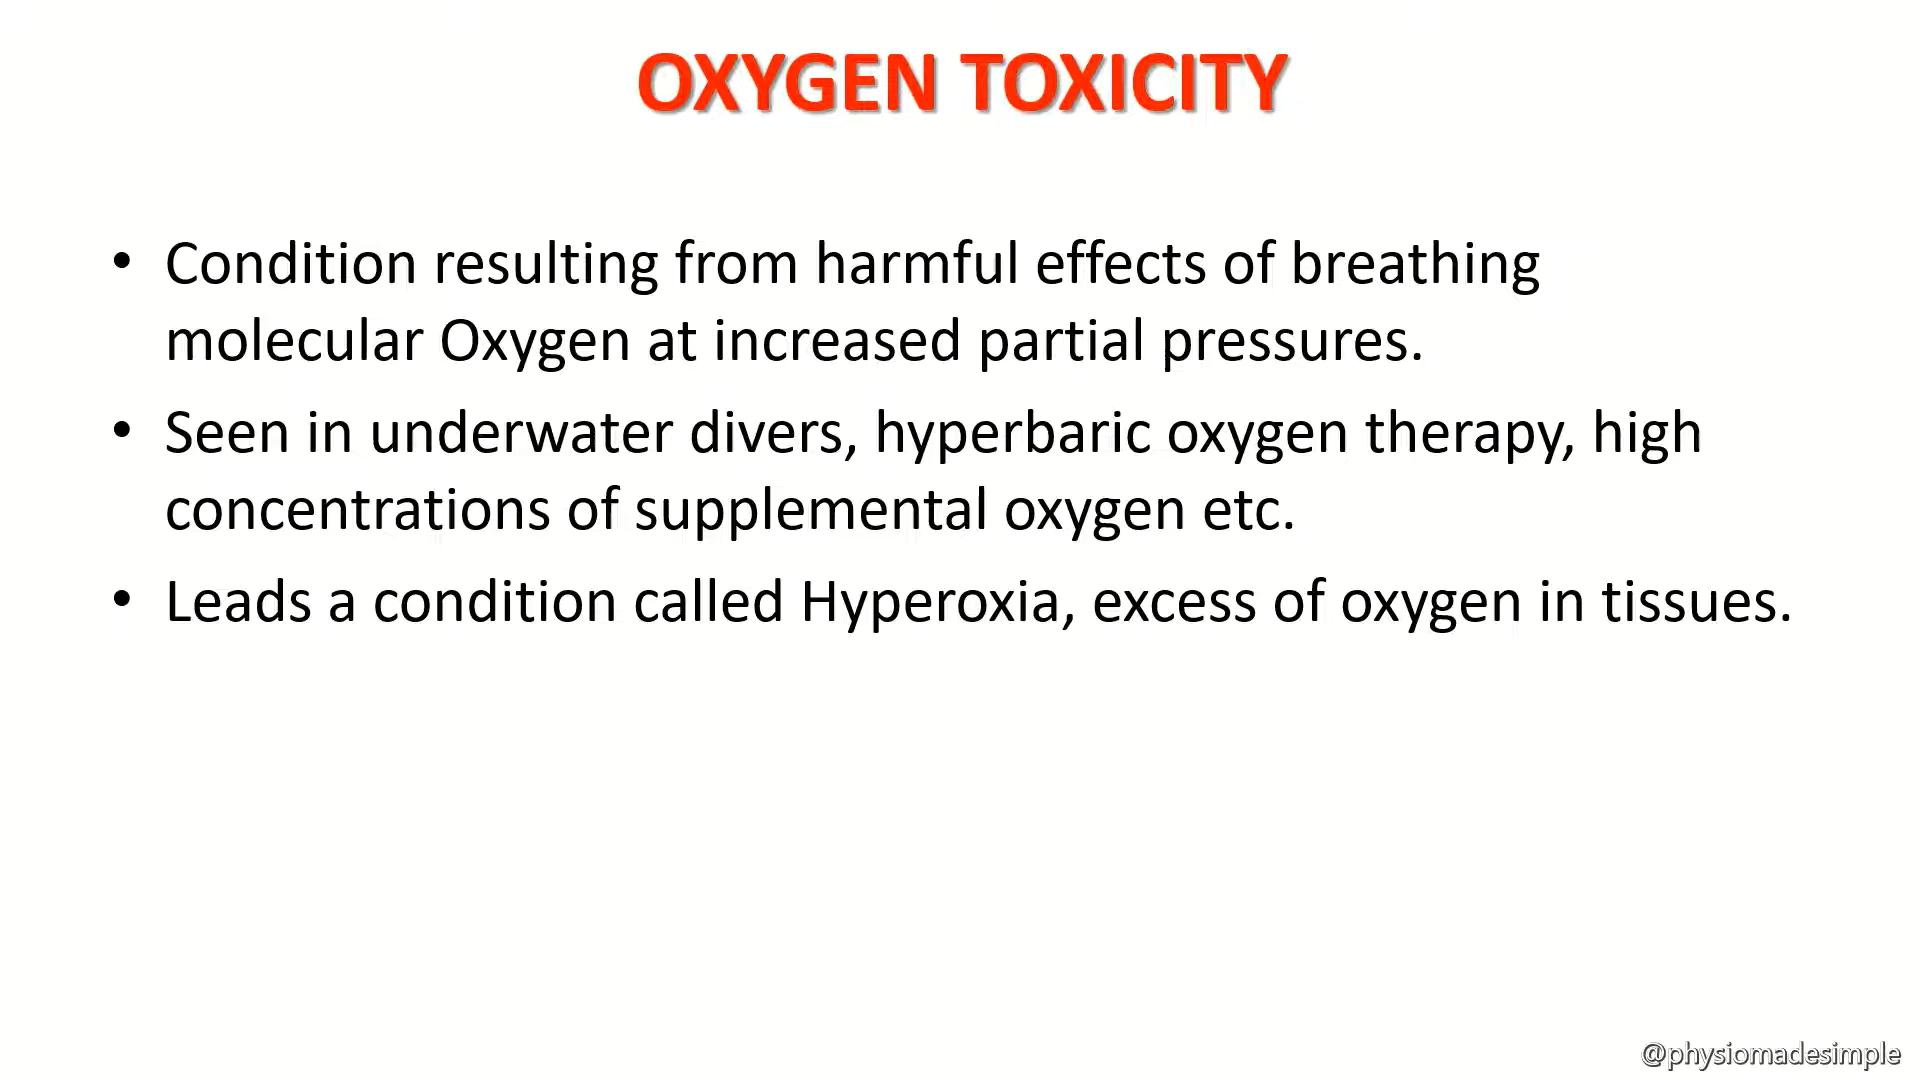 OXYGEN TOXICITY
• Condition resulting from harmful effects of breathing
molecular Oxygen at increased partial pressures.
• Seen in underwater divers, hyperbaric oxygen therapy, high
concentrations of supplemental oxygen etc.
• Leads a condition called Hyperoxia, excess of oxygen in tissues.
@physiomadesimple